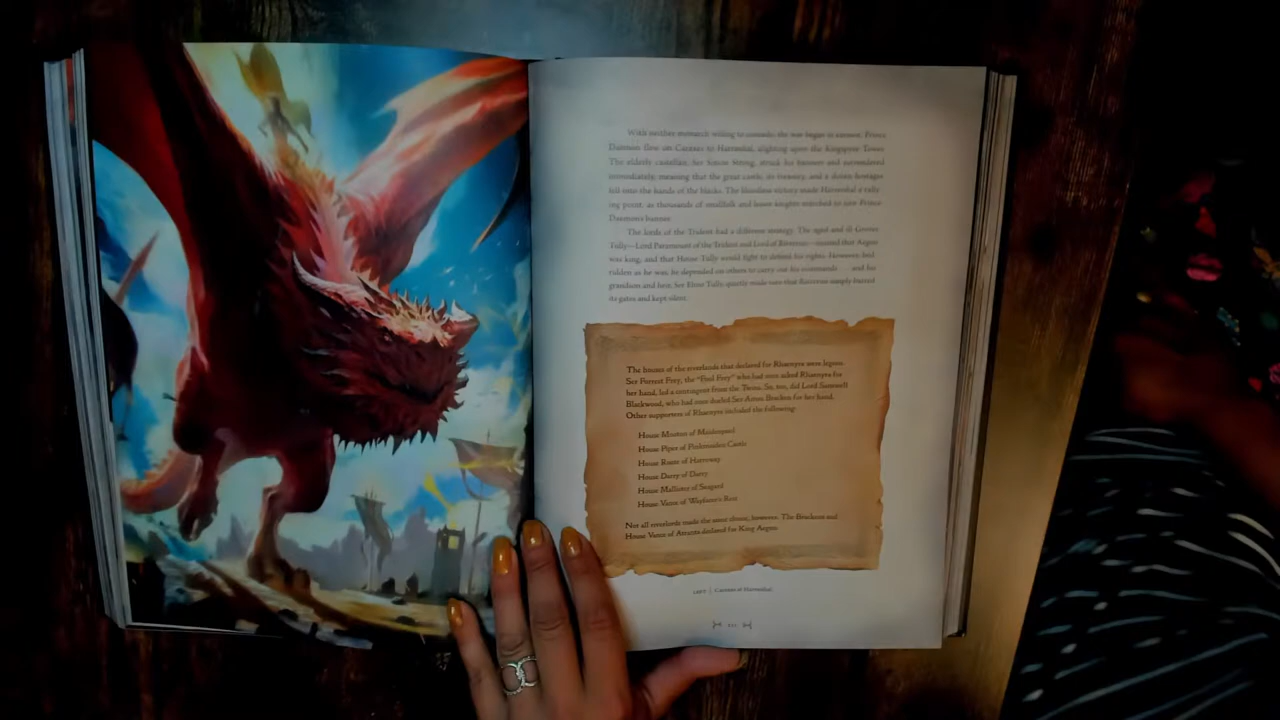 With neither monarch willing to concede, the war began in earnest. Prince
Daemon flew on Caraxes to Harrenhal, alighting upon the Kingspyre Tower.
The elderly castellan, Ser Simon Strong, struck his banners and surrendered
immediately, meaning that the great castle, its treasury, and a dozen hostages
fell into the hands of the blacks. The bloodless victory made Harrenhal a rally-
ing point, as thousands of smallfolk and lesser knights marched to join Prince
Daemon's banner.
The lords of the Trident had a different strategy. The aged and ill Grover
Tully—Lord Paramount of the Trident and Lord of Riverrun—insisted that Aegon
was king, and that House Tully would fight to defend his rights. However, bed-
ridden as he was, he depended on others to carry out his commands and his
grandson and heir, Ser Elmo Tully, quietly made sure that Riverrun simply barred
its gates and kept silent.
The houses of the riverlands that declared for Rhaenyra were legion.
Ser Forrest Frey, the "Fool Frey" who had once asked Rhaenyra for
her hand, led a contingent from the Twins. So, too, did Lord Samwell
Blackwood, who had once dueled Ser Amos Bracken for her hand.
Other supporters of Rhaenyra included the following:
House Mooton of Maidenpool
House Piper of Pinkmaiden Castle
House Roote of Harroway
House Darry of Darry
House Mallister of Seagard
House Vance of Wayfarer's Rest
Not all riverlords made the same choice, however. The Brackens and
House Vance of Atranta declared for King Aegon.
LEFT | Caraxes at Harrenhal.